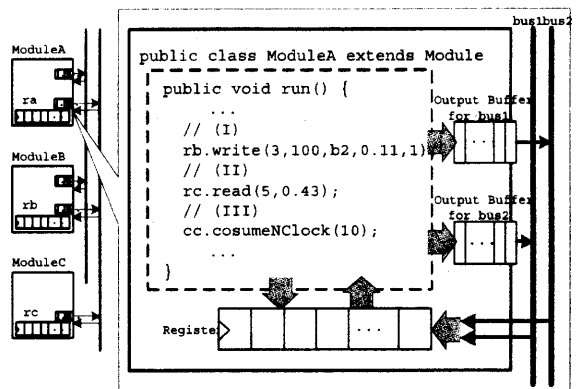 bus1bus2
ModuleA
ra
ModuleB
rb
ModuleC
rc
public class ModuleA extends Module
public void run() {
...
// (I)
rb.write(3,100,b2,0.11,1)
// (II)
rc.read(5,0.43);
// (III)
cc.cosumeNClock(10);
...
}
Output Buffer
for bus1
...
Output Buffer
for bus2
...
Registe
...